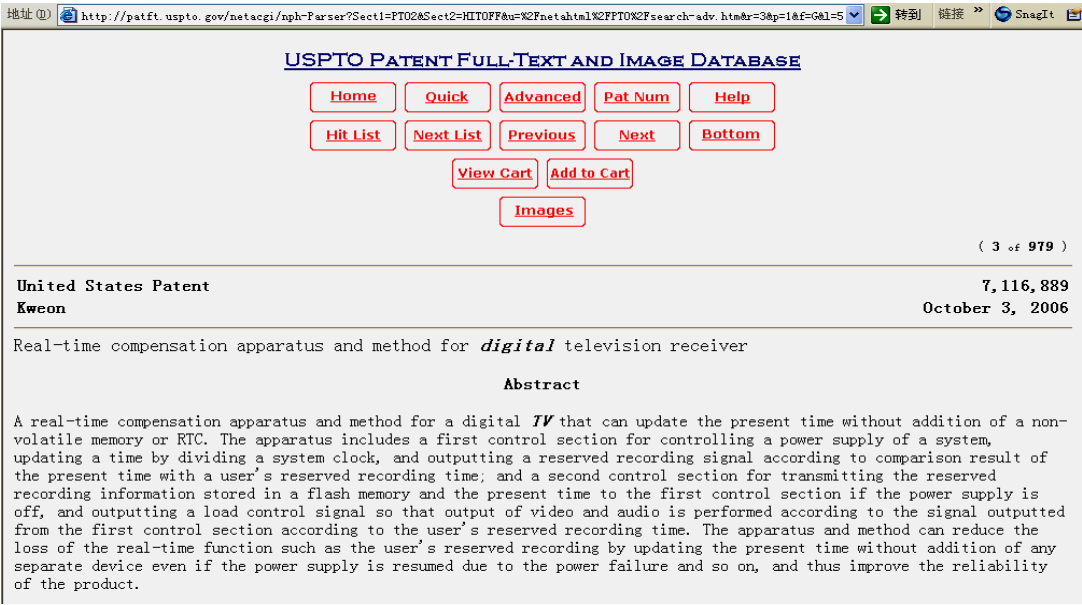 地址(D) http://patft.uspto.gov/netacgi/nph-Parser?Sect1=PTO2&Sect2=HITOFF&u=%2Fnetahtml%2FPTO%2Fsearch-adv.htm&r=3&p=1&f=G&l=5 转到 链接 » SnagIt
USPTO PATENT FULL-TEXT AND IMAGE DATABASE
Home Quick Advanced Pat Num Help
Hit List Next List Previous Next Bottom
View Cart Add to Cart
Images
( 3 of 979 )
United States Patent 7,116,889
Kweon October 3, 2006
Real-time compensation apparatus and method for digital television receiver
Abstract
A real-time compensation apparatus and method for a digital TV that can update the present time without addition of a non-
volatile memory or RTC. The apparatus includes a first control section for controlling a power supply of a system,
updating a time by dividing a system clock, and outputting a reserved recording signal according to comparison result of
the present time with a user's reserved recording time; and a second control section for transmitting the reserved
recording information stored in a flash memory and the present time to the first control section if the power supply is
off, and outputting a load control signal so that output of video and audio is performed according to the signal outputted
from the first control section according to the user's reserved recording time. The apparatus and method can reduce the
loss of the real-time function such as the user's reserved recording by updating the present time without addition of any
separate device even if the power supply is resumed due to the power failure and so on, and thus improve the reliability
of the product.